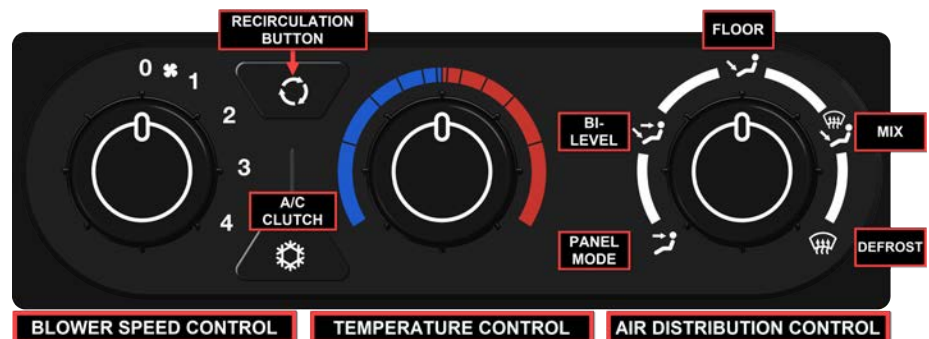 RECIRCULATION
BUTTON
FLOOR
0
1
2
3
4
BI-
LEVEL
MIX
A/C
CLUTCH
PANEL
MODE
DEFROST
BLOWER SPEED CONTROL
TEMPERATURE CONTROL
AIR DISTRIBUTION CONTROL